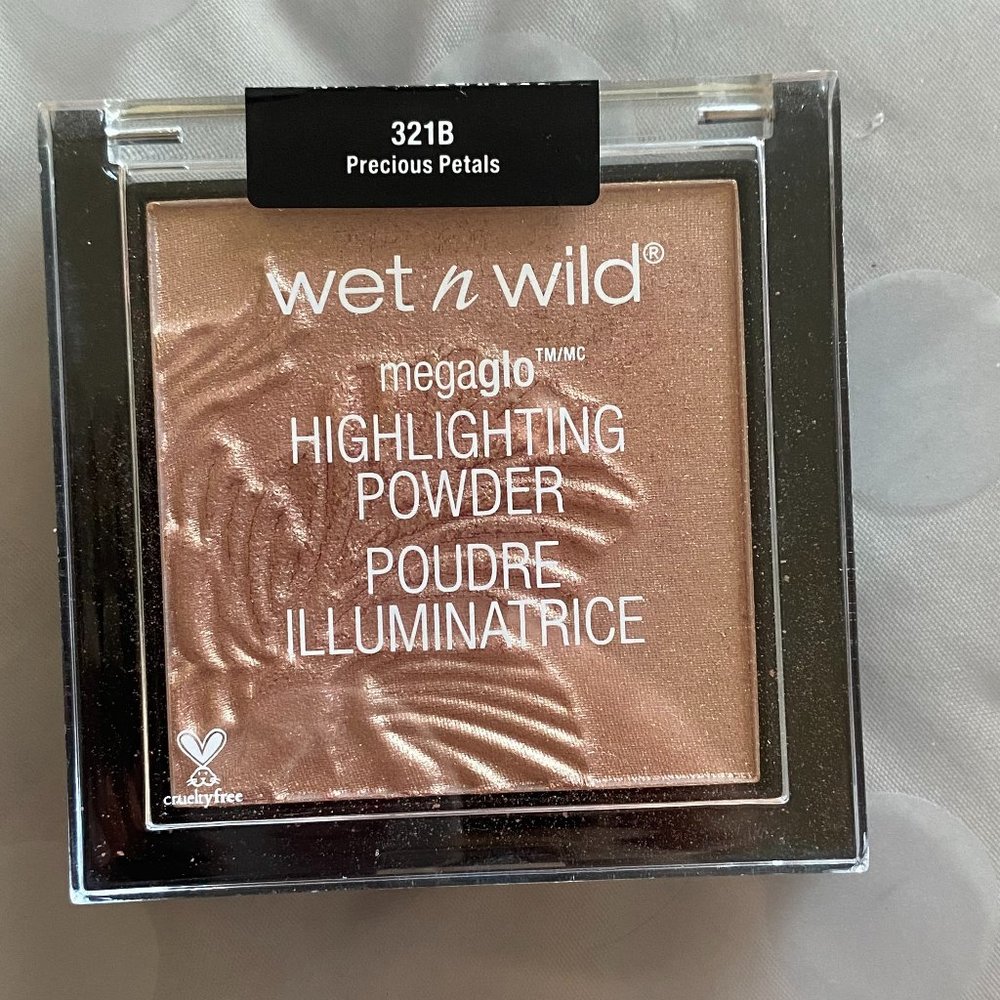 321B
Precious Petals
wet n wild®
megaglo™/MC
HIGHLIGHTING
POWDER
POUDRE
ILLUMINATRICE
crueltyfree